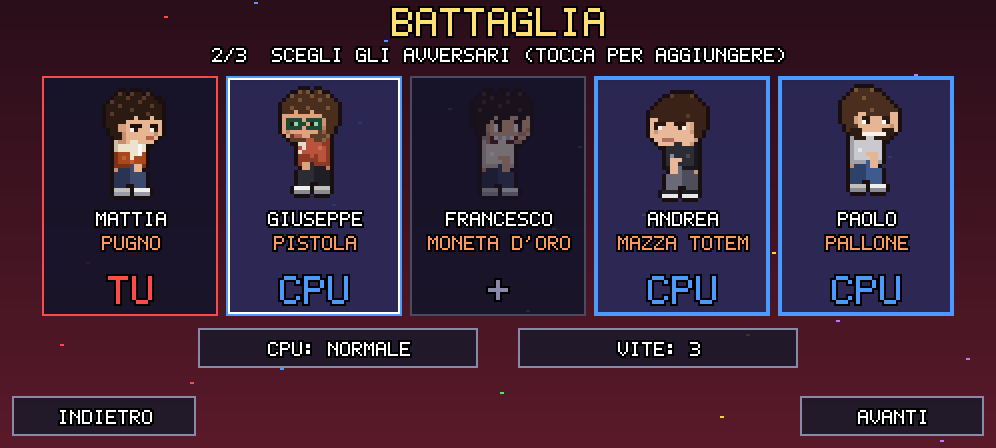 BATTAGLIA
2/3 SCEGLI GLI AVVERSARI (TOCCA PER AGGIUNGERE)
MATTIA
PUGNO
TU
GIUSEPPE
PISTOLA
CPU
FRANCESCO
MONETA D'ORO
+
ANDREA
MAZZA TOTEM
CPU
PAOLO
PALLONE
CPU
CPU: NORMALE
VITE: 3
INDIETRO
AVANTI